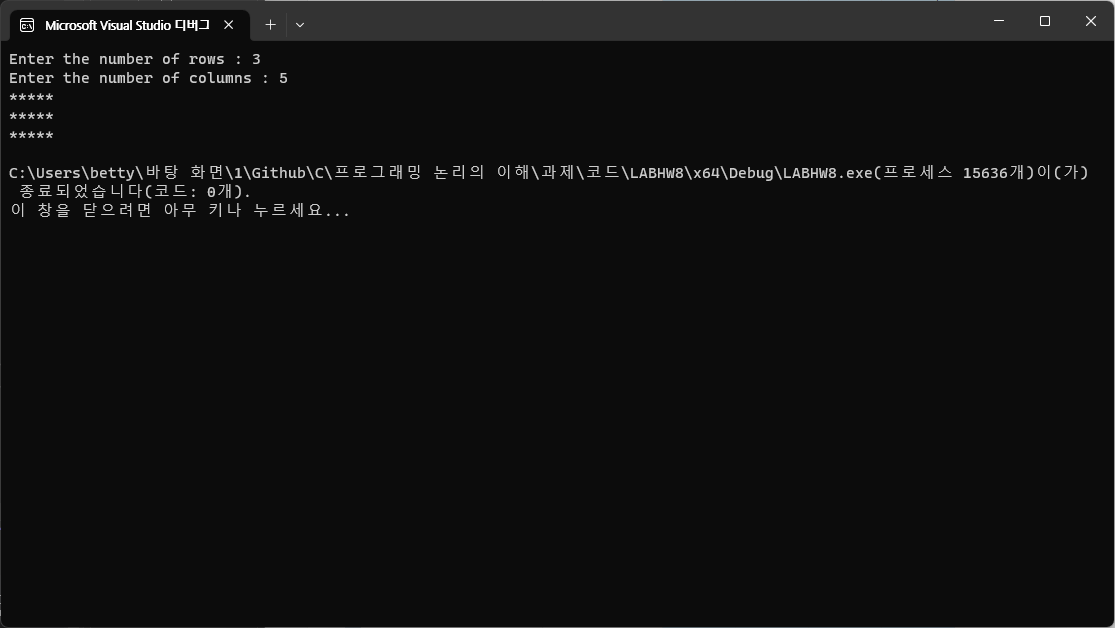 Microsoft Visual Studio 디버그
Enter the number of rows : 3
Enter the number of columns : 5
*****
*****
*****
C:\Users\betty\바탕 화면\1\Github\C\프로그래밍 논리의 이해\과제\코드\LABHW8\x64\Debug\LABHW8.exe(프로세스 15636개)이(가)
종료되었습니다(코드: 0개).
이 창을 닫으려면 아무 키나 누르세요...